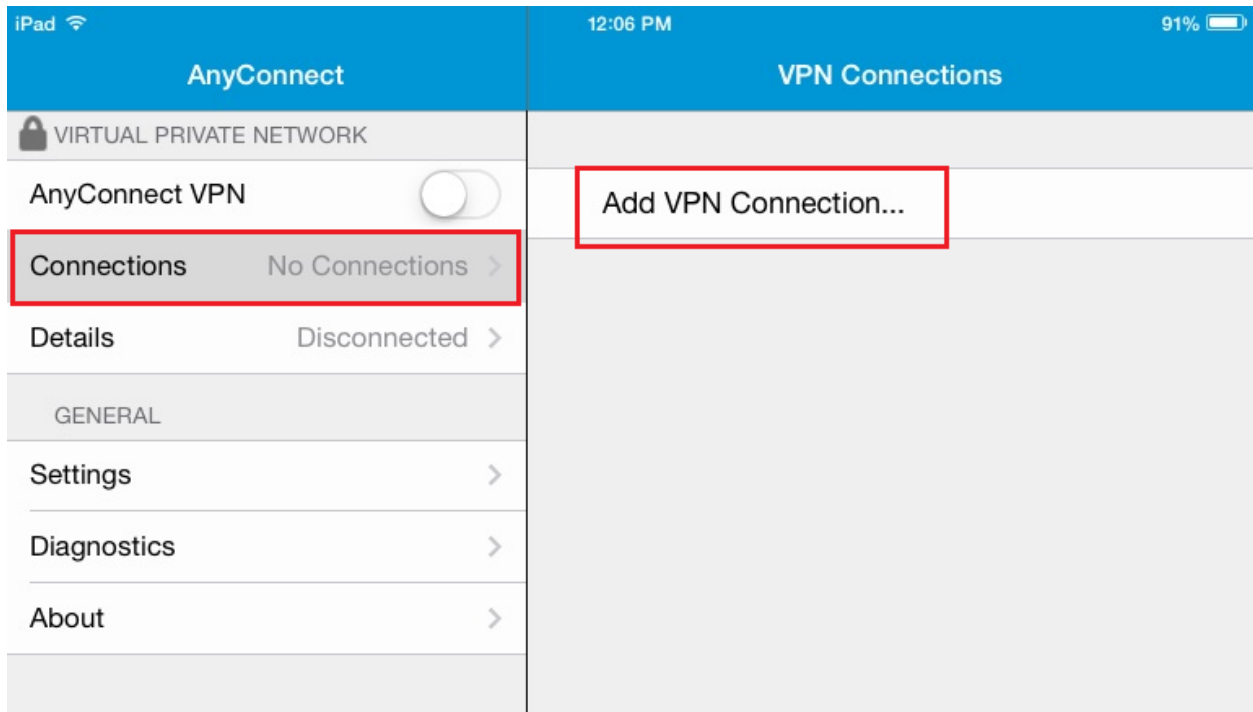 iPad 12:06 PM 91%
AnyConnect
VPN Connections
VIRTUAL PRIVATE NETWORK
AnyConnect VPN
Connections No Connections
Details Disconnected
GENERAL
Settings
Diagnostics
About
Add VPN Connection...